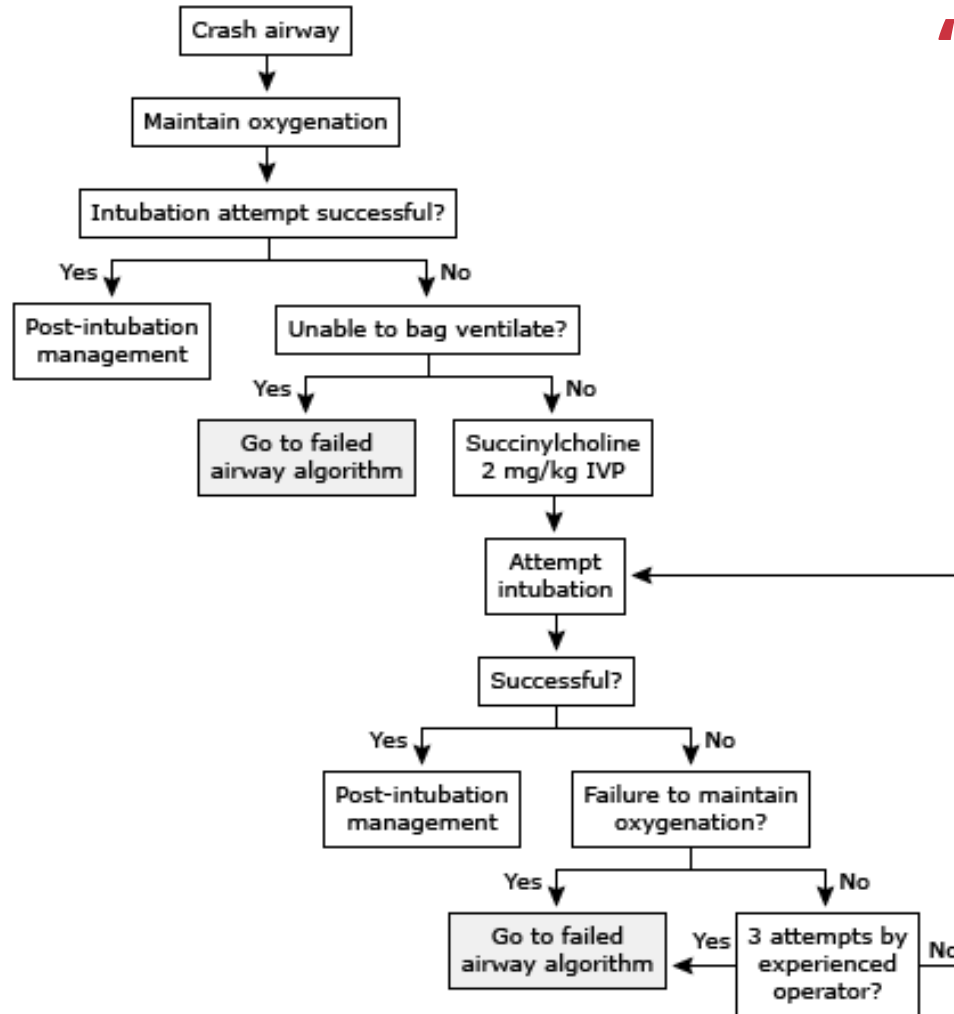 Crash airway
Maintain oxygenation
Intubation attempt successful?
Yes
No
Post-intubation
management
Unable to bag ventilate?
Yes
No
Go to failed
airway algorithm
Succinylcholine
2 mg/kg IVP
Attempt
intubation
Successful?
Yes
No
Post-intubation
management
Failure to maintain
oxygenation?
Yes
No
Go to failed
airway algorithm
Yes
3 attempts by
experienced
operator?
No